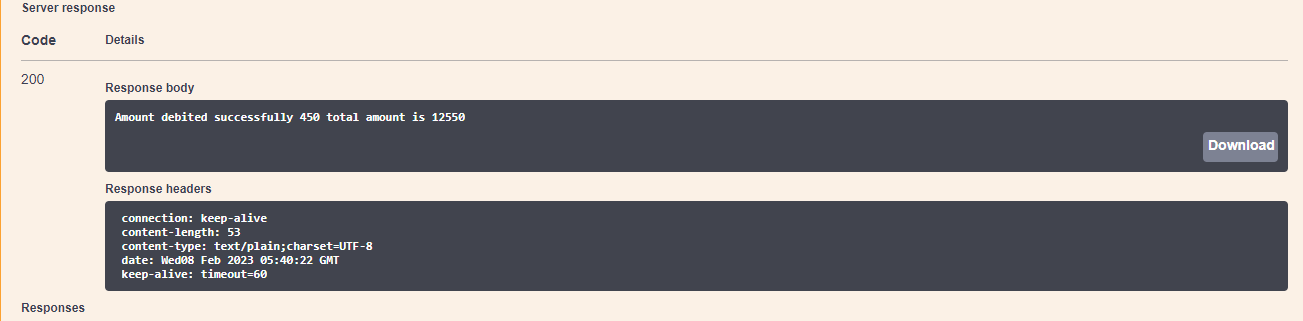 Server response
Code Details
200
Response body
Amount debited successfully 450 total amount is 12550
Download
Response headers
connection: keep-alive
content-length: 53
content-type: text/plain;charset=UTF-8
date: Wed08 Feb 2023 05:40:22 GMT
keep-alive: timeout=60
Responses